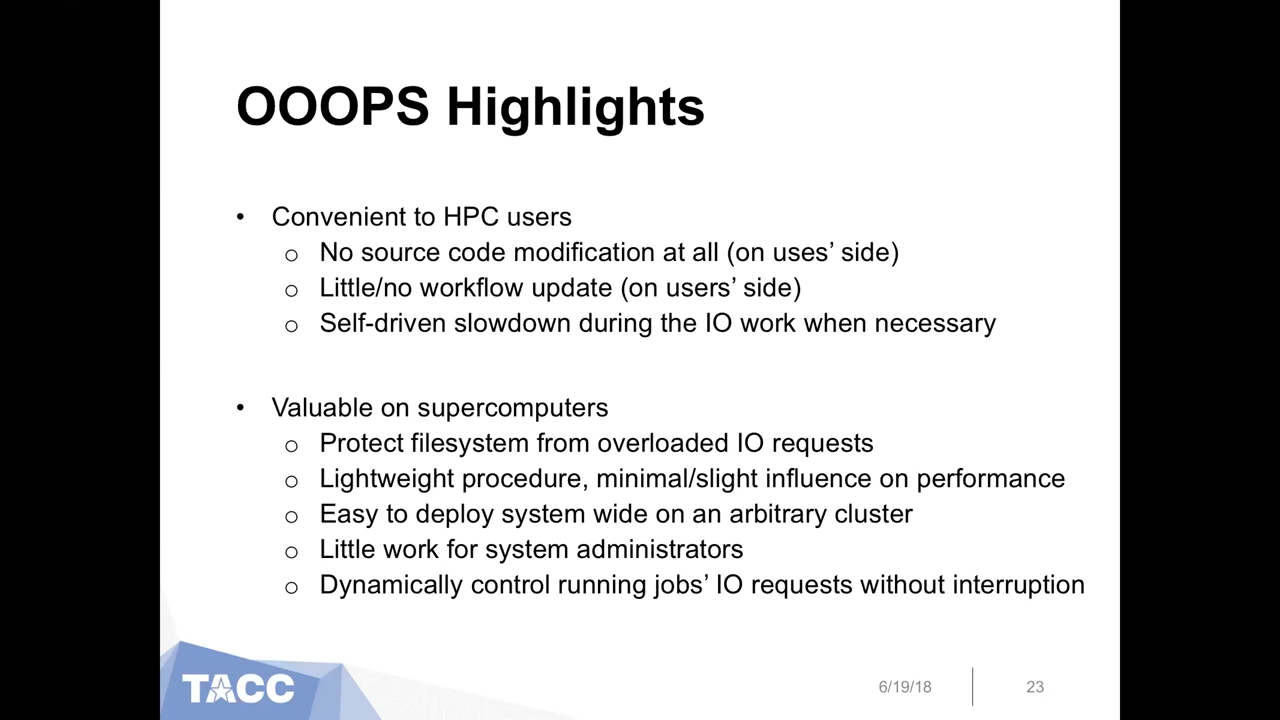 OOOPS Highlights
• Convenient to HPC users
o No source code modification at all (on uses’ side)
o Little/no workflow update (on users’ side)
o Self-driven slowdown during the IO work when necessary
• Valuable on supercomputers
o Protect filesystem from overloaded IO requests
o Lightweight procedure, minimal/slight influence on performance
o Easy to deploy system wide on an arbitrary cluster
o Little work for system administrators
o Dynamically control running jobs’ IO requests without interruption
TACC
6/19/18
23